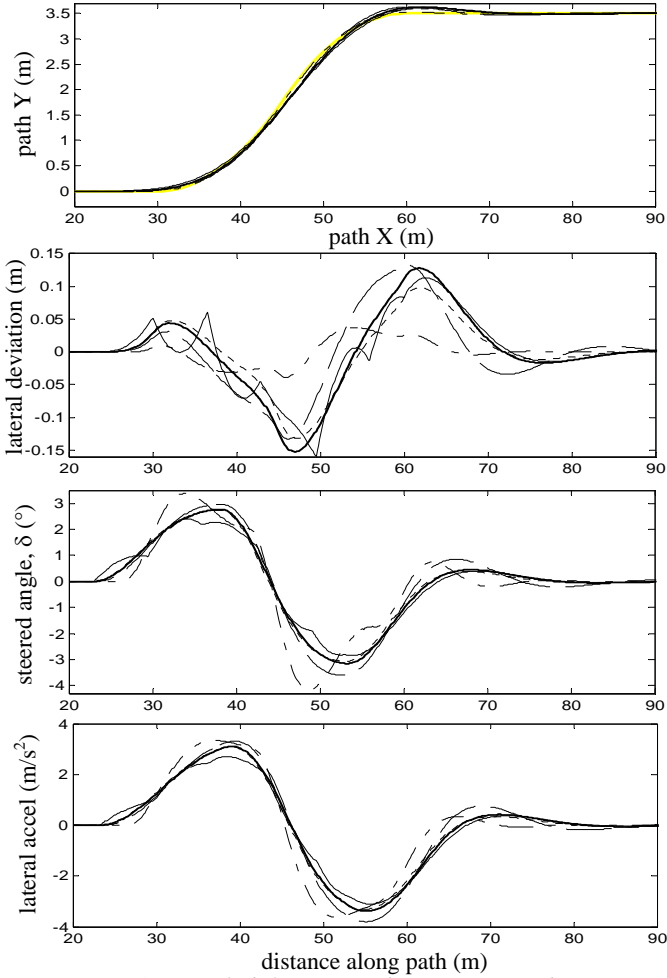 3.5
3
2.5
2
1.5
1
0.5
0
path Y (m)
20 30 40 50 60 70 80 90
path X (m)
0.15
0.1
0.05
0
-0.05
-0.1
-0.15
lateral deviation (m)
20 30 40 50 60 70 80 90
3
2
1
0
-1
-2
-3
-4
steered angle, δ (°)
20 30 40 50 60 70 80 90
4
2
0
-2
-4
lateral accel (m/s²)
20 30 40 50 60 70 80 90
distance along path (m)